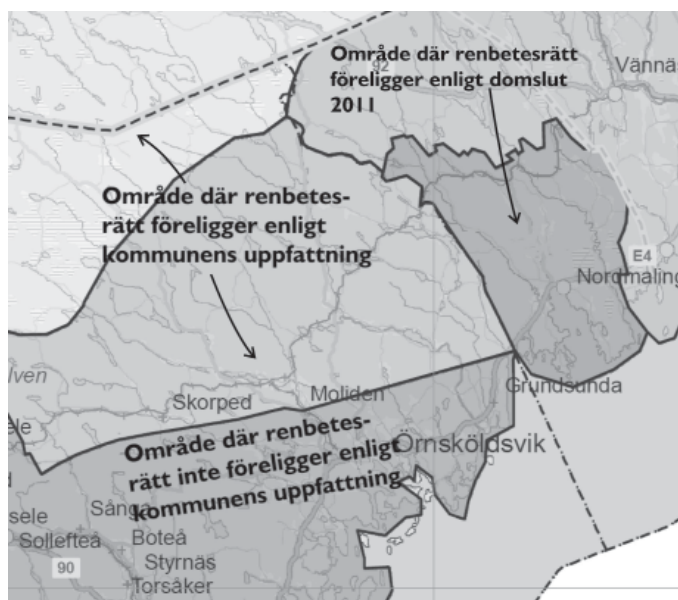 Område där renbetesrätt
föreligger enligt domslut
2011
92
Vännäs
Område där renbetes-
rätt föreligger enligt
kommunens uppfattning
E4
Nordmaling
lven
Skorped
Moliden
Grundsunda
ele
Område där renbetes-
rätt inte föreligger enligt
kommunens uppfattning
Örnsköldsvik
d
sele
Sånga
Sollefteå
Boteå
Styrnäs
90
Torsåker